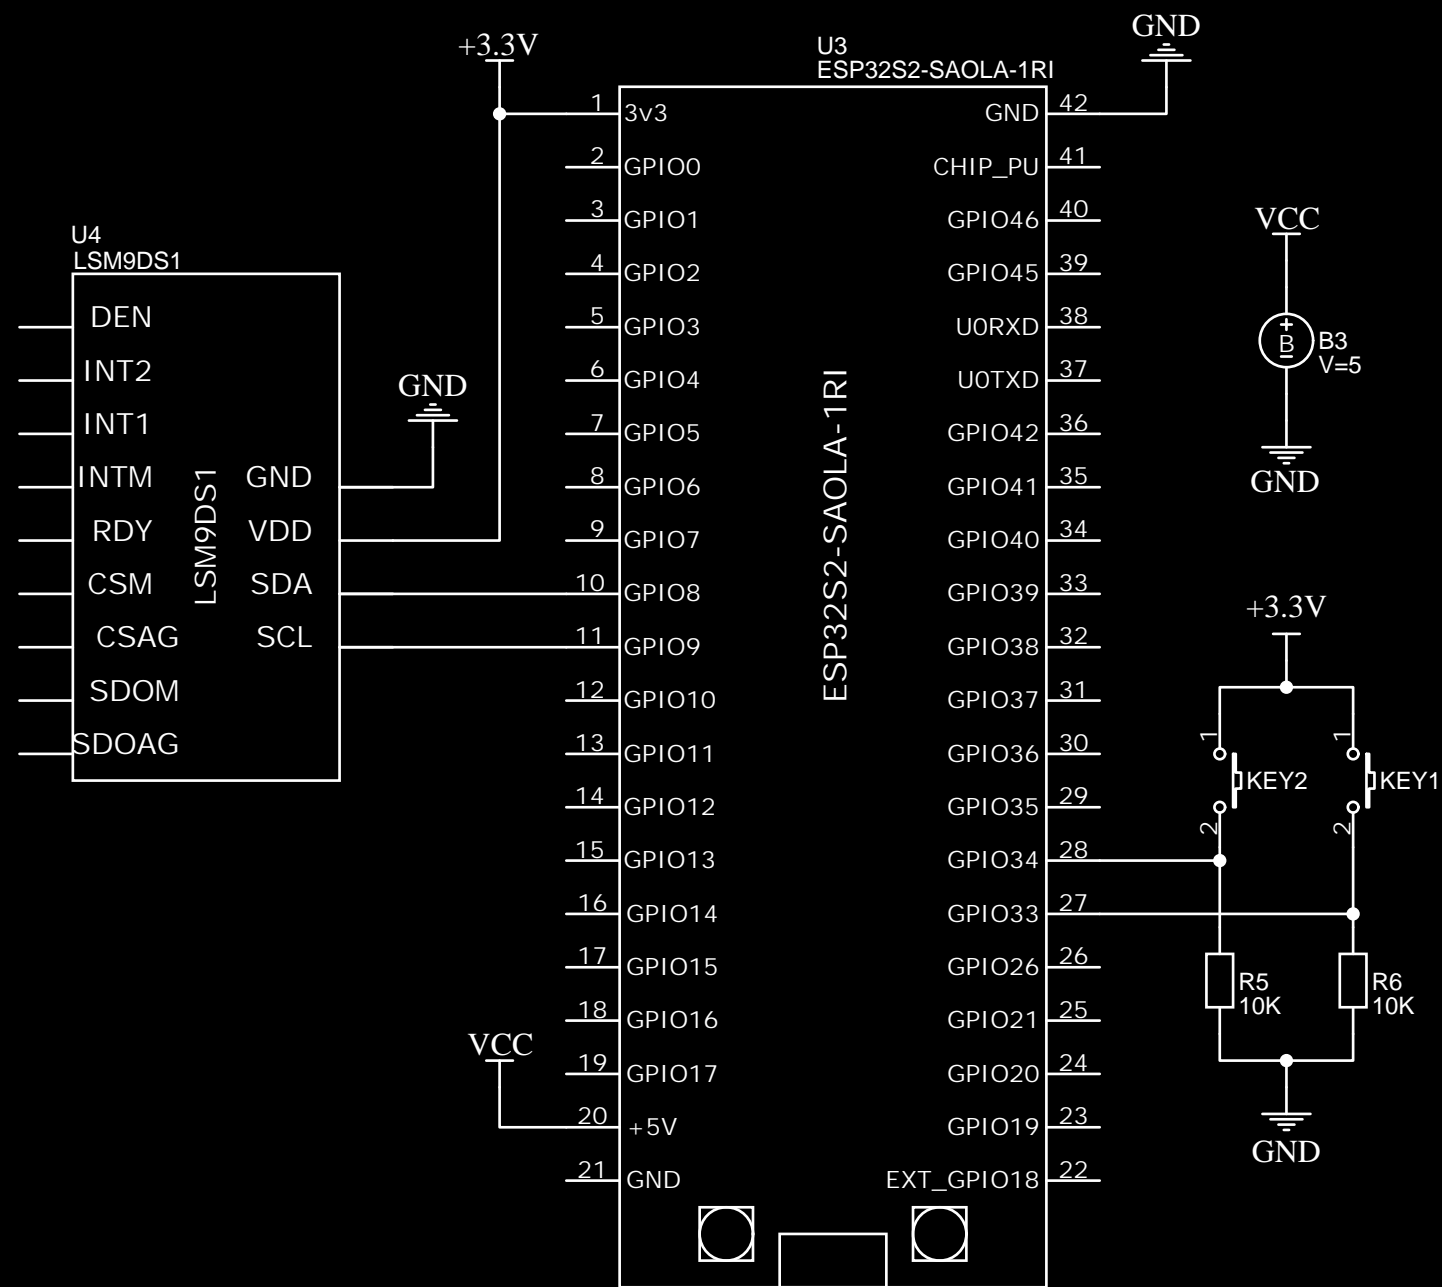 +3.3V
U3
ESP32S2-SAOLA-1RI
GND
1 3v3
2 GPIO0
3 GPIO1
4 GPIO2
5 GPIO3
6 GPIO4
7 GPIO5
8 GPIO6
9 GPIO7
10 GPIO8
11 GPIO9
12 GPIO10
13 GPIO11
14 GPIO12
15 GPIO13
16 GPIO14
17 GPIO15
18 GPIO16
19 GPIO17
20 +5V
21 GND
ESP32S2-SAOLA-1RI
GND 42
CHIP_PU 41
GPIO46 40
GPIO45 39
U0RXD 38
U0TXD 37
GPIO42 36
GPIO41 35
GPIO40 34
GPIO39 33
GPIO38 32
GPIO37 31
GPIO36 30
GPIO35 29
GPIO34 28
GPIO33 27
GPIO26 26
GPIO21 25
GPIO20 24
GPIO19 23
EXT_GPIO18 22
U4
LSM9DS1
DEN
INT2
INT1
INTM
RDY
CSM
CSAG
SDOM
SDOAG
LSM9DS1
GND
VDD
SDA
SCL
GND
VCC
VCC
+
B
B3
V=5
GND
+3.3V
1
KEY2
2
1
KEY1
2
R5
10K
R6
10K
GND